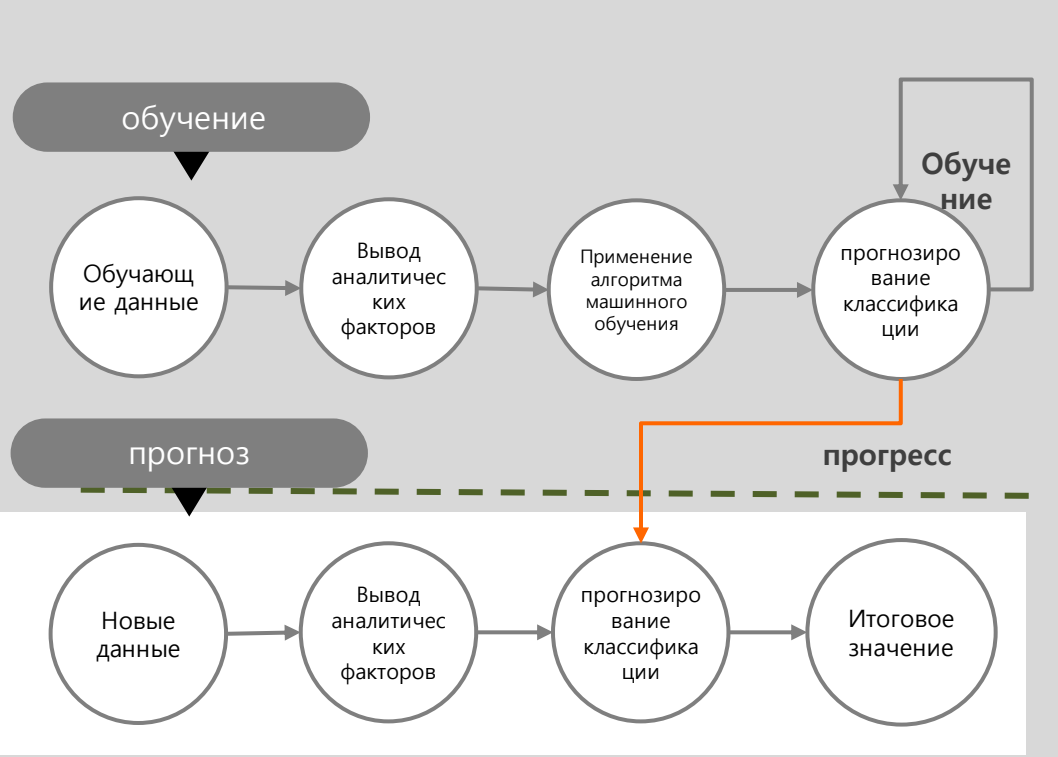 обучение
Обуче
ние
Обучающ
ие данные
Вывод
аналитичес
ких
факторов
Применение
алгоритма
машинного
обучения
прогнозиро
вание
классифика
ции
прогноз
прогресс
Новые
данные
Вывод
аналитичес
ких
факторов
прогнозиро
вание
классифика
ции
Итоговое
значение